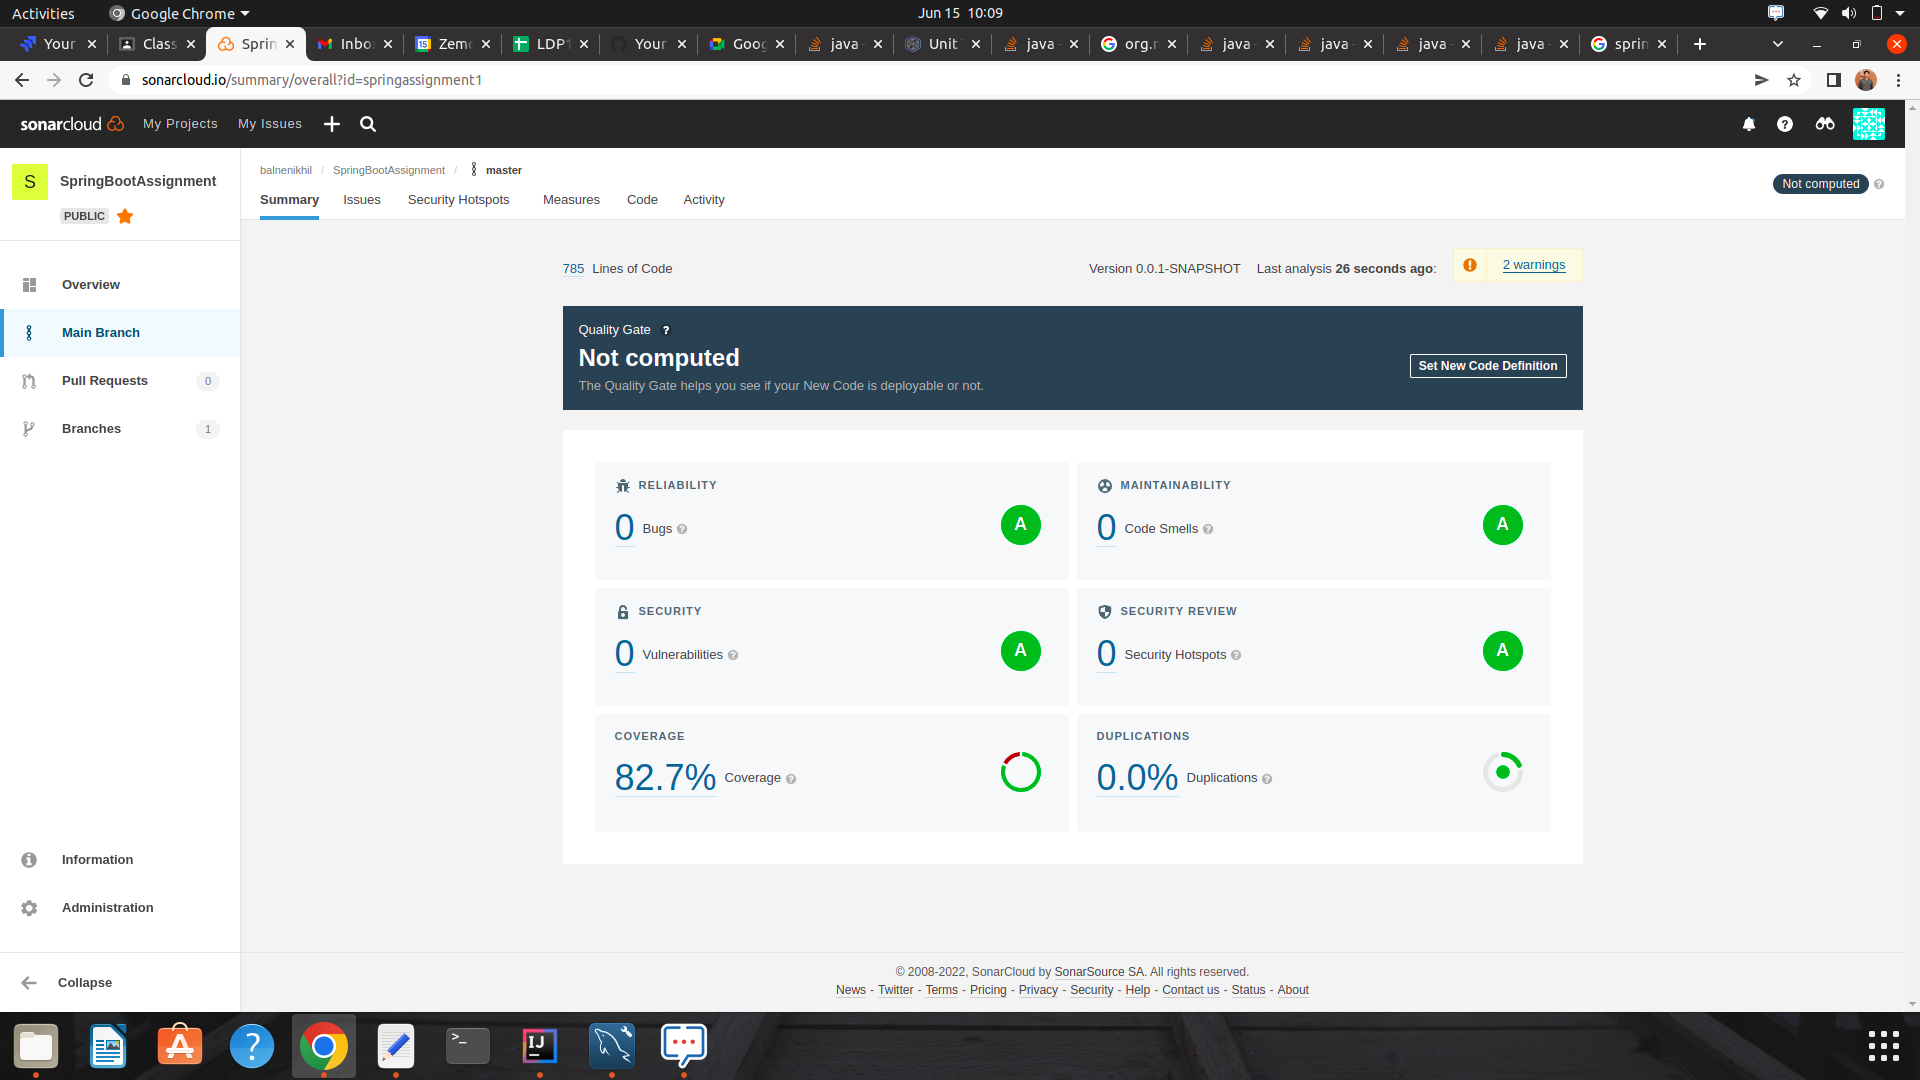 Activities Google Chrome Jun 15 10:09
Your Class Sprin Inbo Zemo LDP1 Your Goog java Unit java org.r java java java java sprin
sonarcloud.io/summary/overall?id=springassignment1
sonarcloud My Projects My Issues
S SpringBootAssignment
PUBLIC
balnenikhil / SpringBootAssignment / master
Not computed
Summary Issues Security Hotspots Measures Code Activity
Overview
Main Branch
Pull Requests 0
Branches 1
Information
Administration
Collapse
785 Lines of Code
Version 0.0.1-SNAPSHOT Last analysis 26 seconds ago:
2 warnings
Quality Gate ?
Not computed
The Quality Gate helps you see if your New Code is deployable or not.
Set New Code Definition
RELIABILITY
0 Bugs ? A
MAINTAINABILITY
0 Code Smells ? A
SECURITY
0 Vulnerabilities ? A
SECURITY REVIEW
0 Security Hotspots ? A
COVERAGE
82.7% Coverage ?
DUPLICATIONS
0.0% Duplications ?
© 2008-2022, SonarCloud by SonarSource SA. All rights reserved.
News - Twitter - Terms - Pricing - Privacy - Security - Help - Contact us - Status - About